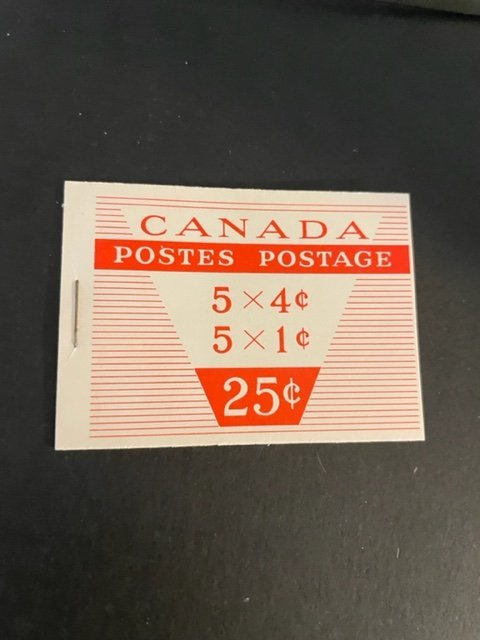 CANADA
POSTES POSTAGE
5 × 4¢
5 × 1¢
25¢